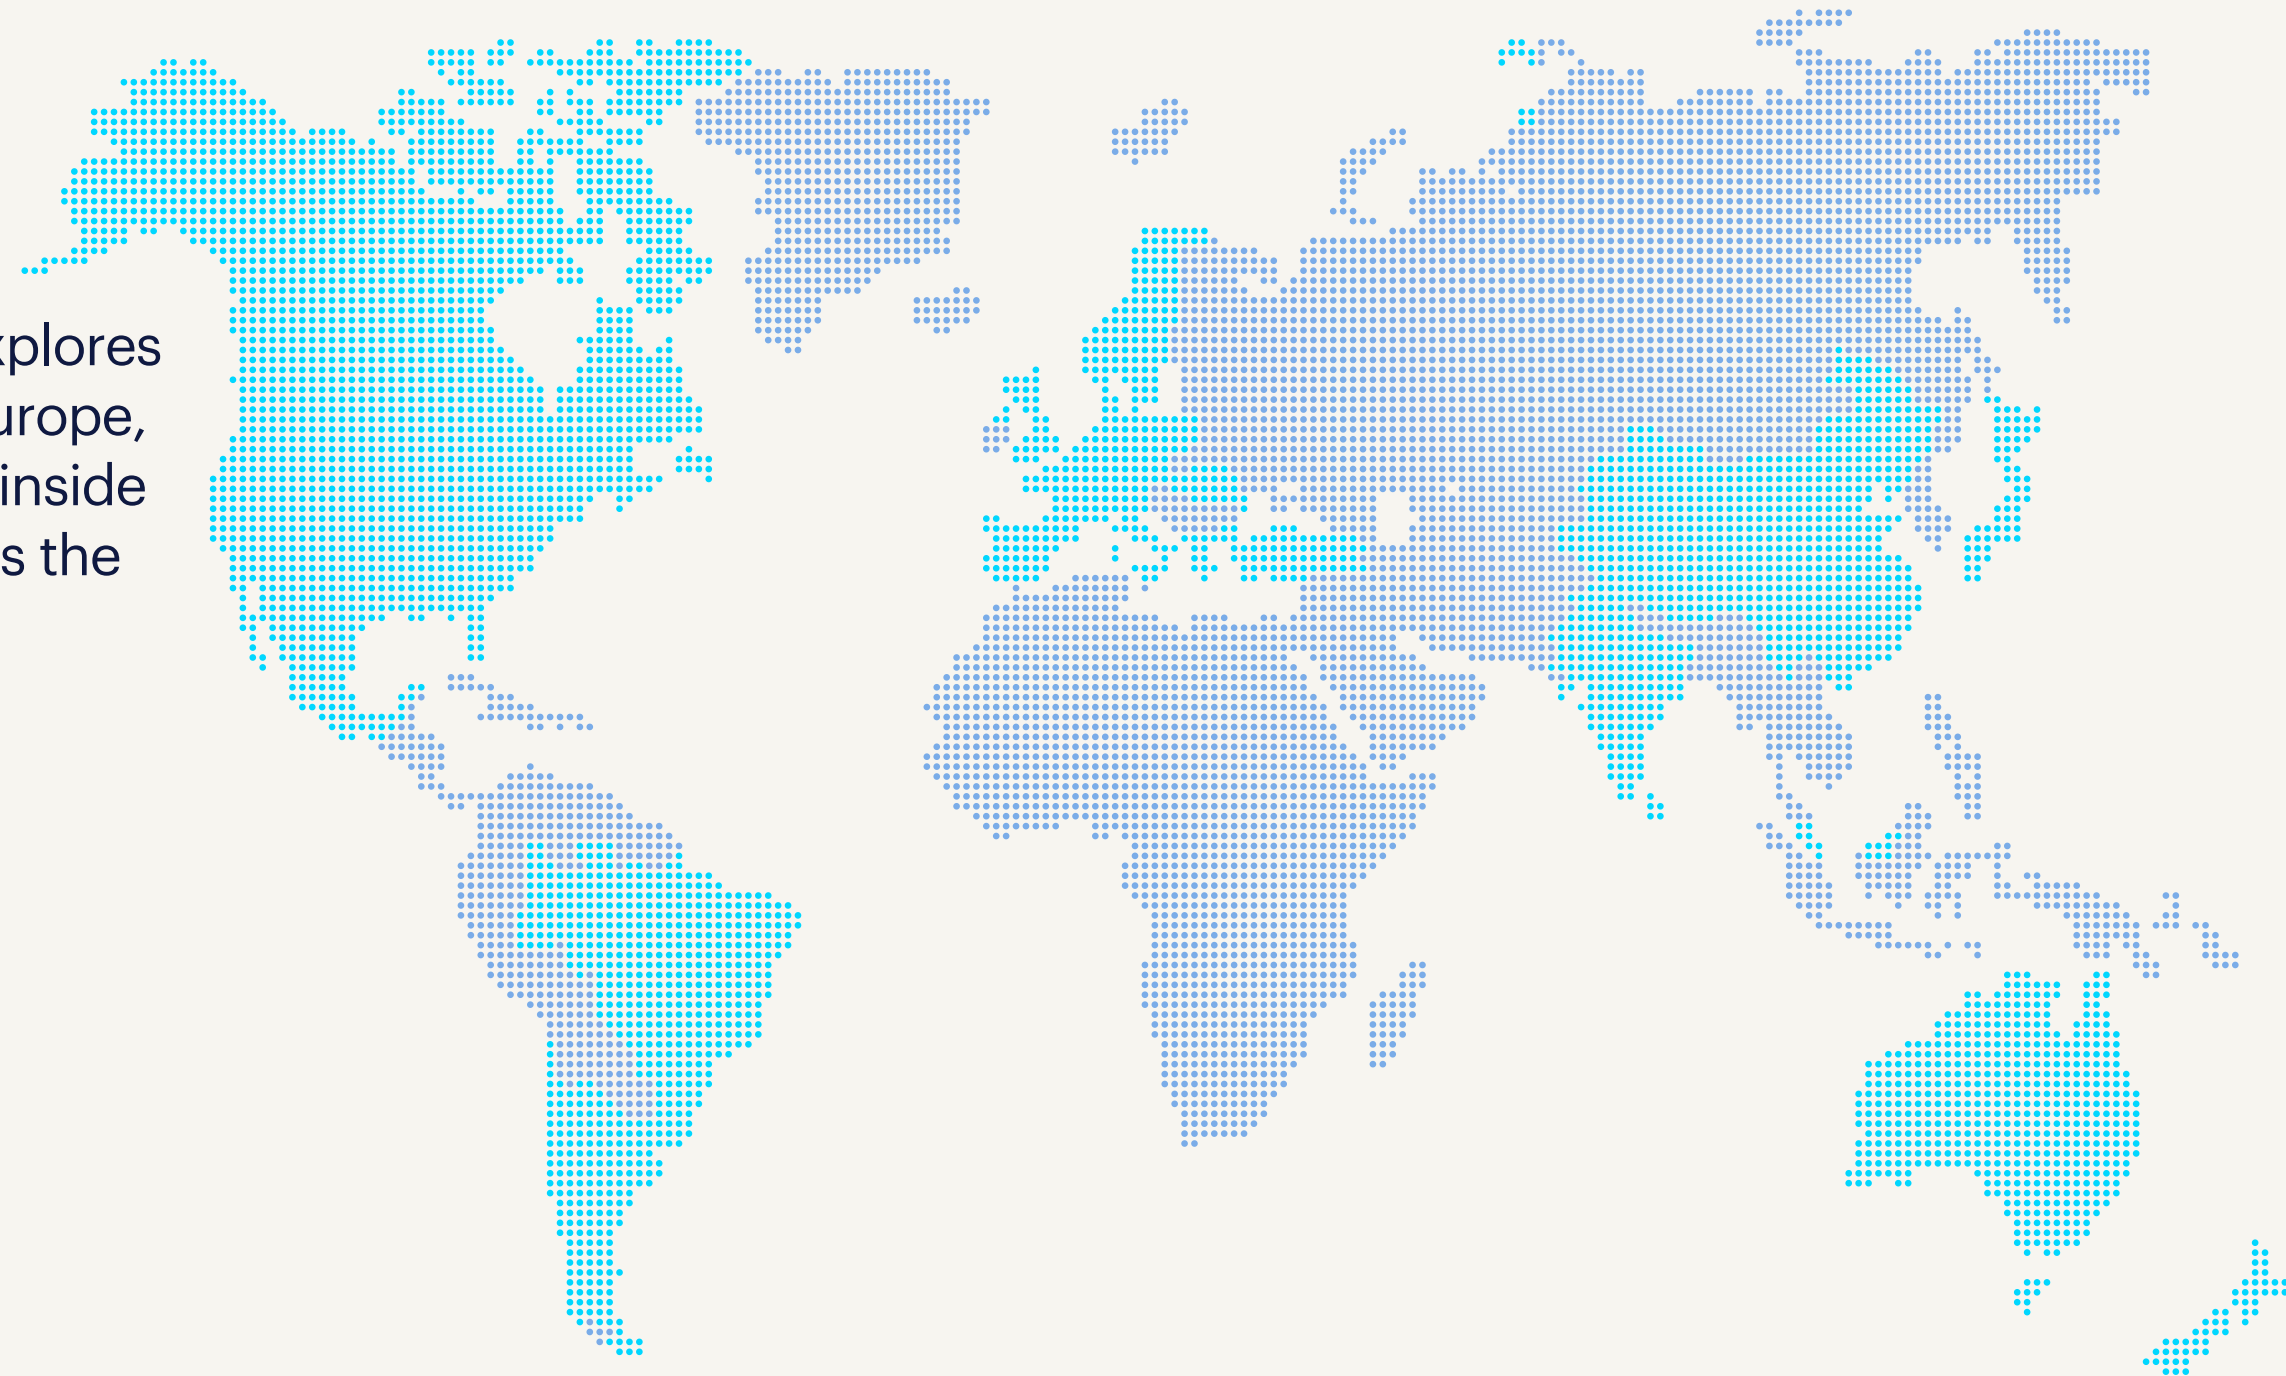 xplores
urope,
inside
s the